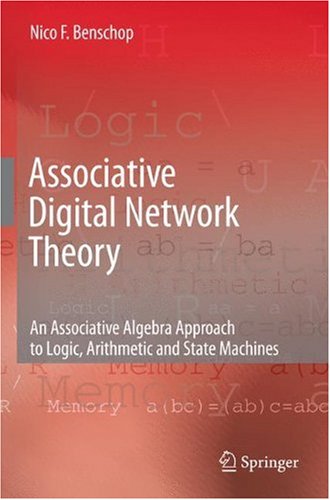 Nico F. Benschop
Logic
Associative
Digital Network
Theory
ab = ba
An Associative Algebra Approach
to Logic, Arithmetic and State Machines
Memory
R Memory a(bc)=(ab)c=abc
Springer